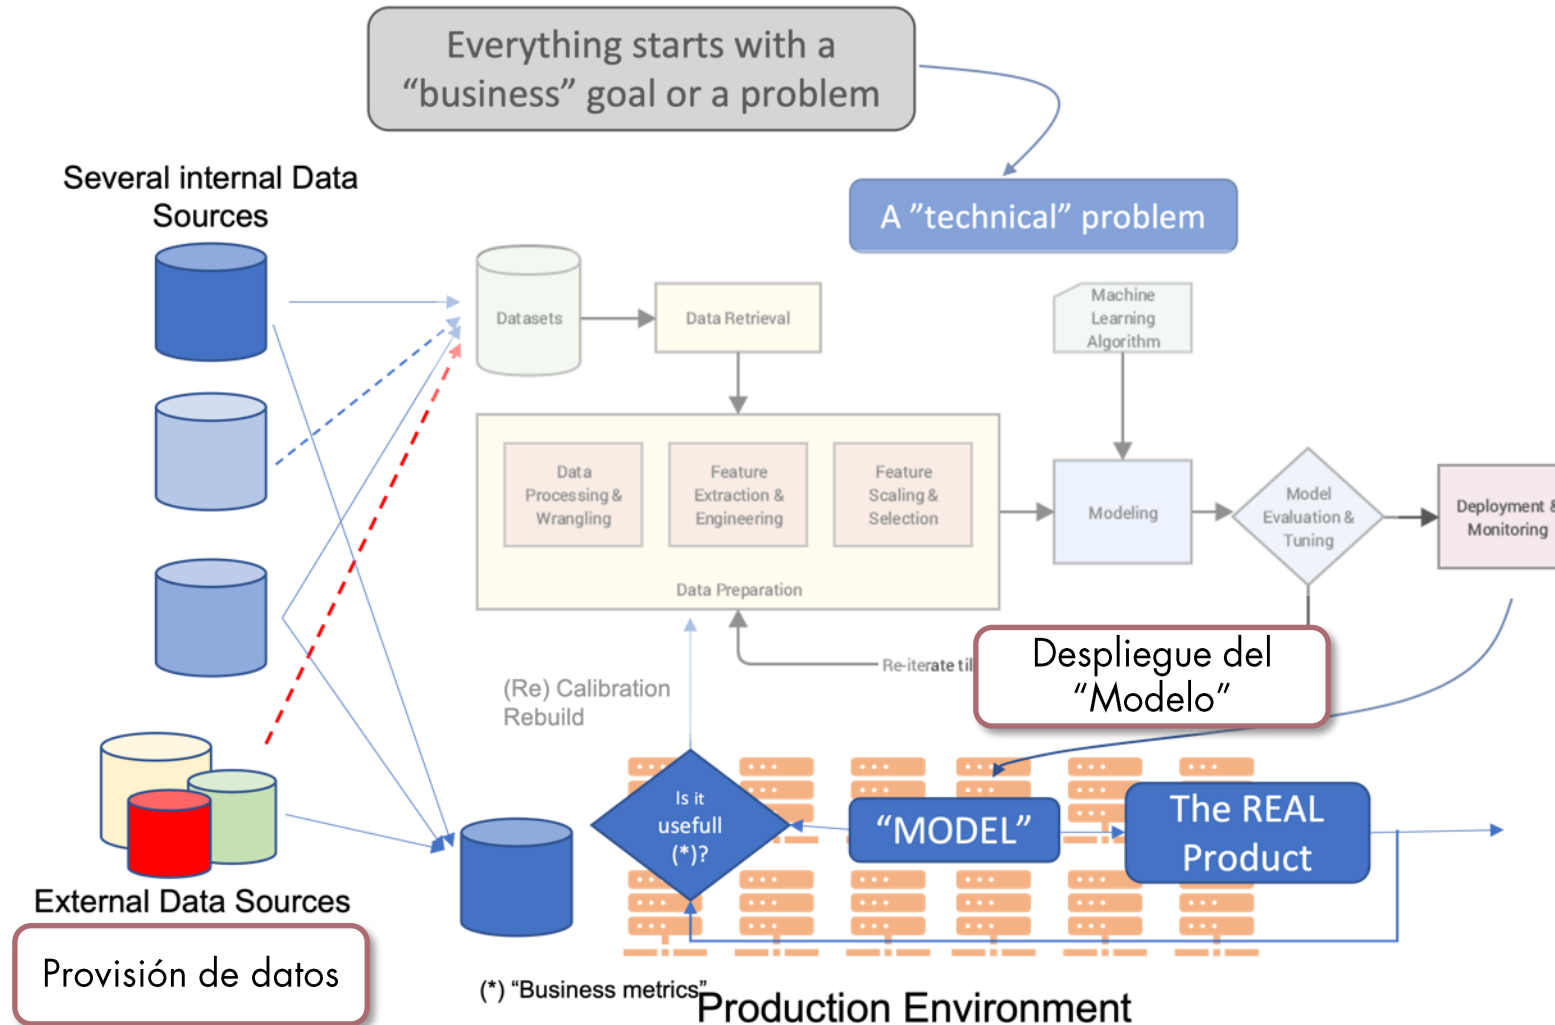 Everything starts with a
“business” goal or a problem
Several internal Data
Sources
A ”technical” problem
Datasets
Data Retrieval
Machine
Learning
Algorithm
Data
Processing &
Wrangling
Feature
Extraction &
Engineering
Feature
Scaling &
Selection
Modeling
Model
Evaluation &
Tuning
Deployment &
Monitoring
Data Preparation
Re-iterate til
Despliegue del
“Modelo”
(Re) Calibration
Rebuild
Is it
usefull
(*)?
“MODEL”
The REAL
Product
External Data Sources
Provisión de datos
(*) “Business metrics”
Production Environment